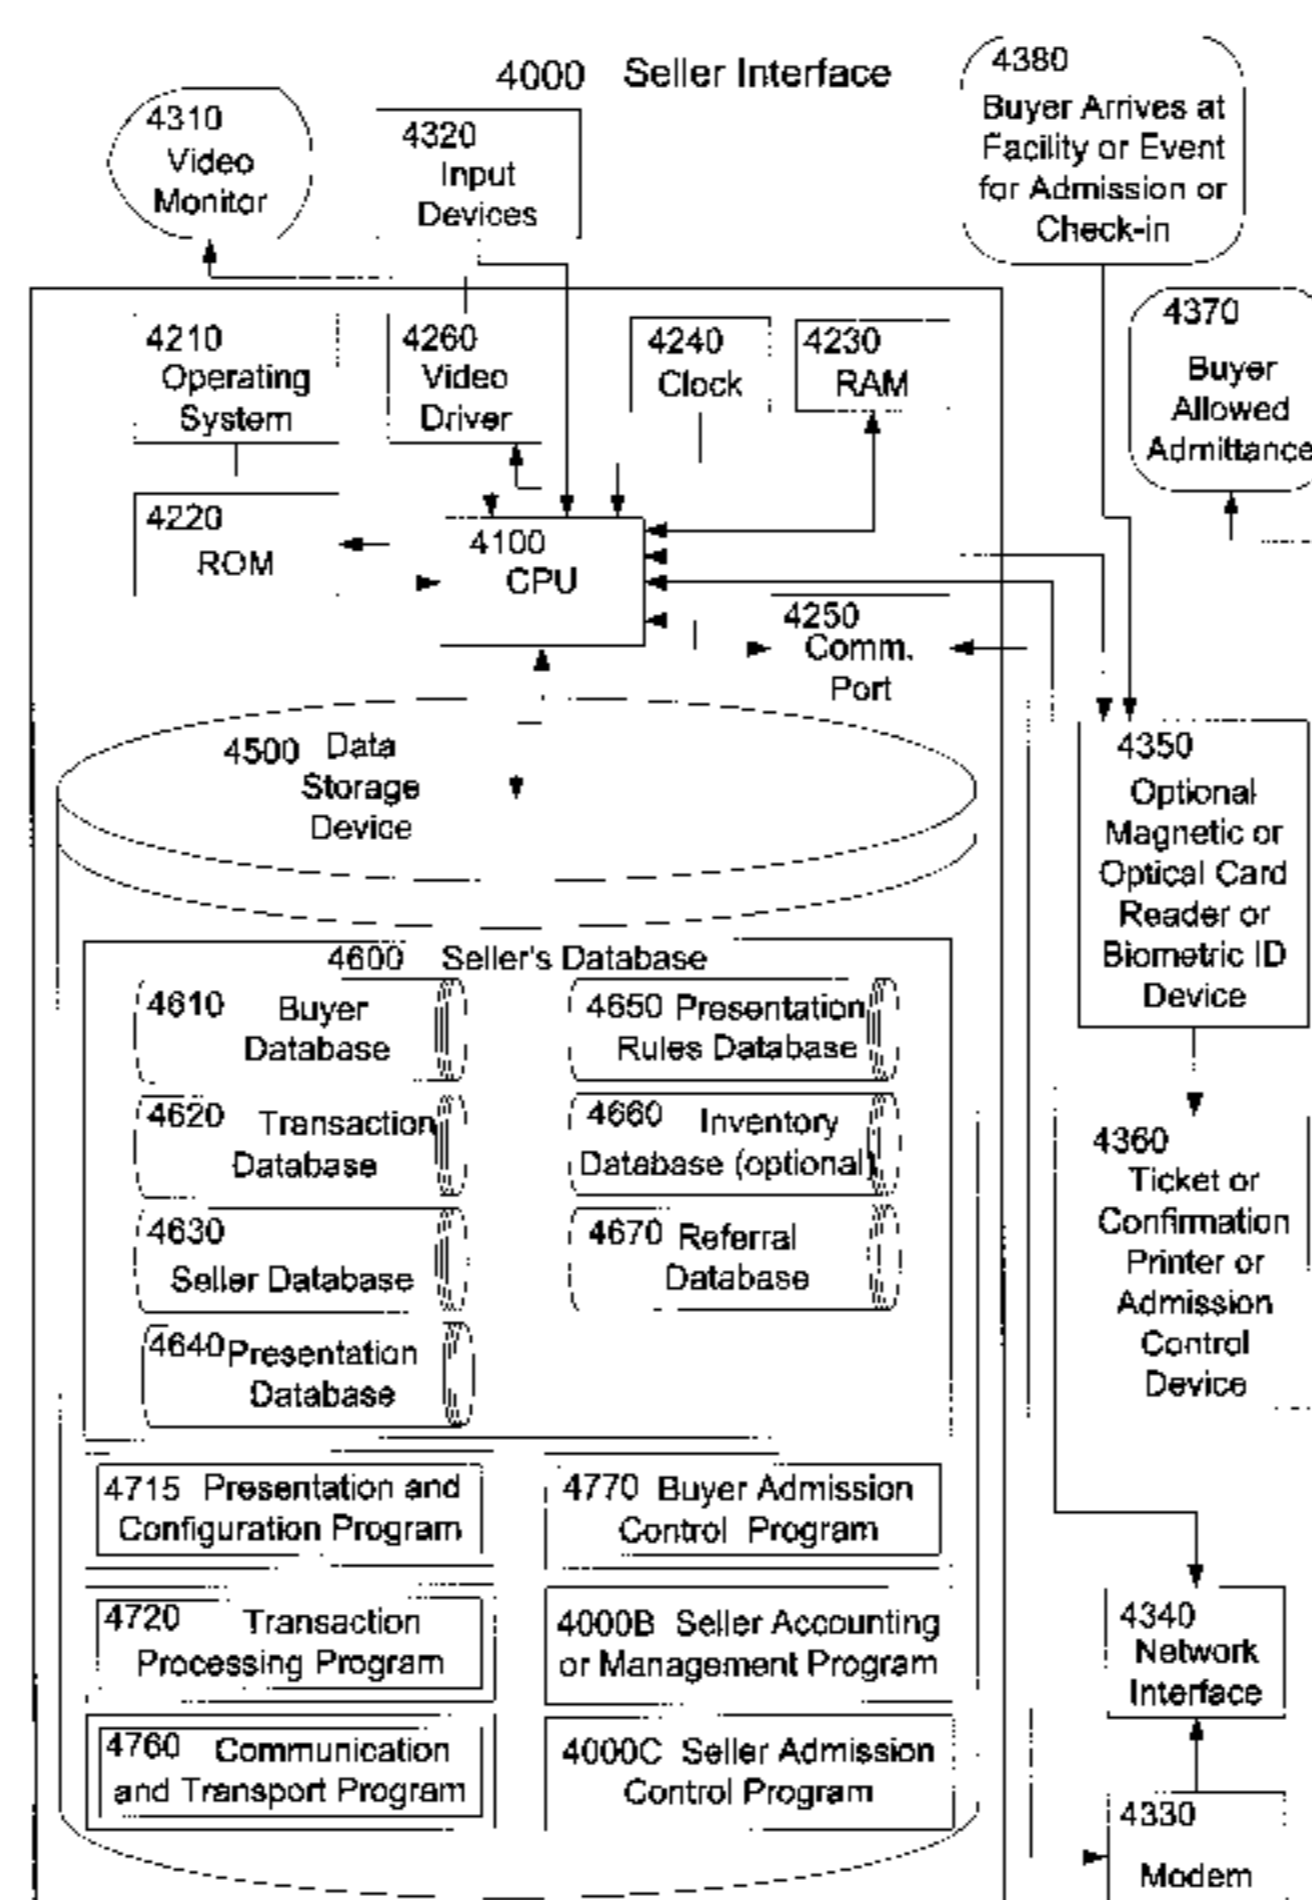 4000 Seller Interface
4310
Video
Monitor
4320
Input
Devices
4380
Buyer Arrives at
Facility or Event
for Admission or
Check-in
4370
Buyer
Allowed
Admittance
4210
Operating
System
4260
Video
Driver
4240
Clock
4230
RAM
4220
ROM
4100
CPU
4250
Comm.
Port
4500 Data
Storage
Device
4350
Optional
Magnetic or
Optical Card
Reader or
Biometric ID
Device
4600 Seller's Database
4610 Buyer
Database
4650 Presentation
Rules Database
4620 Transaction
Database
4660 Inventory
Database (optional)
4630
Seller Database
4670 Referral
Database
4640 Presentation
Database
4360
Ticket or
Confirmation
Printer or
Admission
Control
Device
4715 Presentation and
Configuration Program
4770 Buyer Admission
Control Program
4720 Transaction
Processing Program
4000B Seller Accounting
or Management Program
4760 Communication
and Transport Program
4000C Seller Admission
Control Program
4340
Network
Interface
4330
Modem